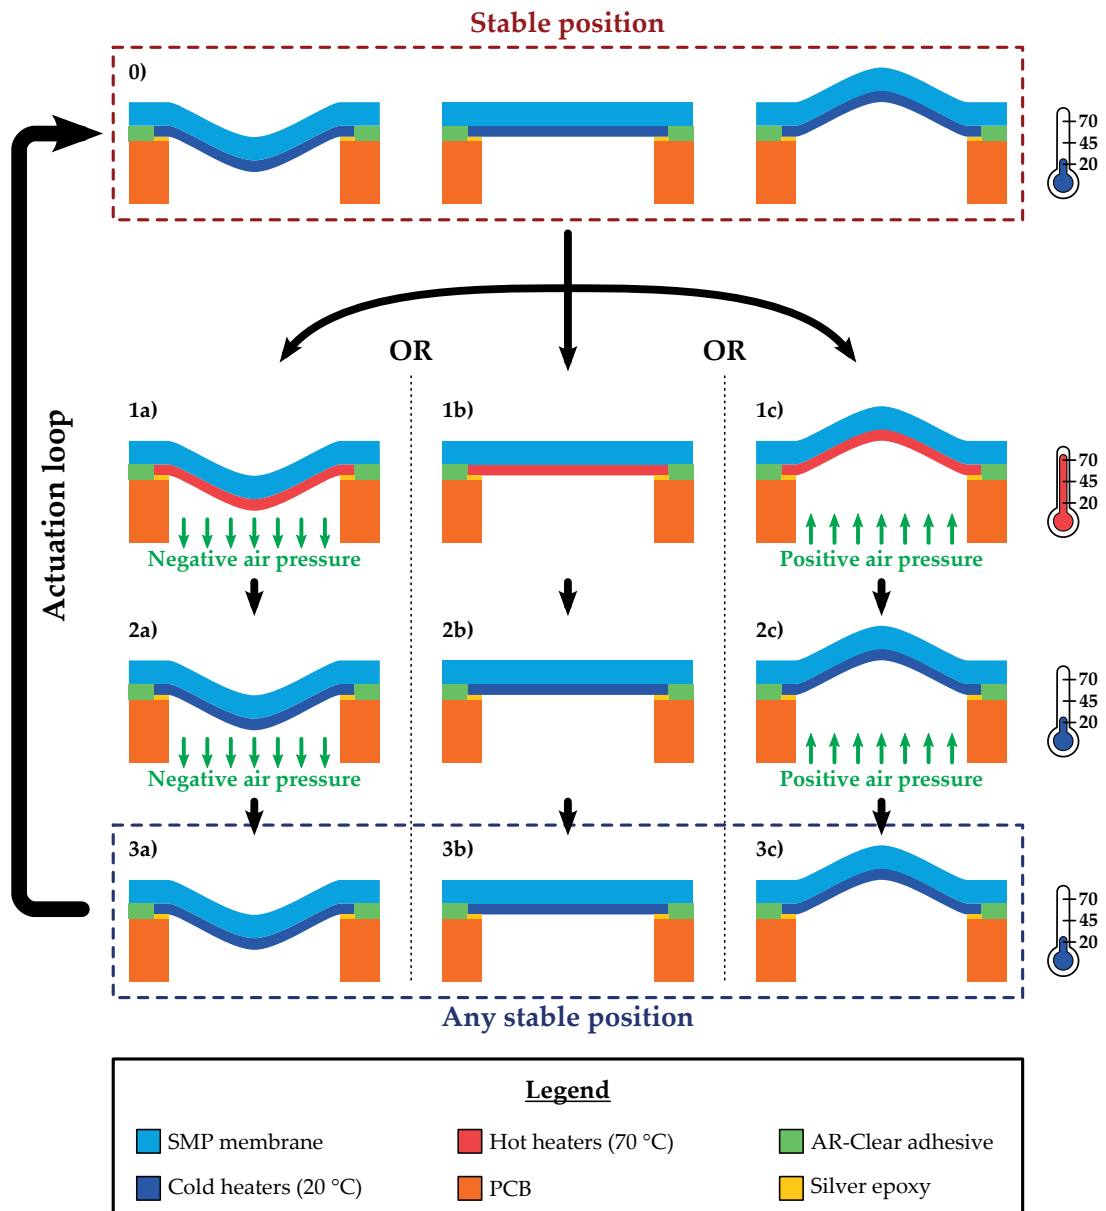 Stable position
0)
70
45
20
OR
OR
1a)
1b)
1c)
70
45
20
Negative air pressure
Positive air pressure
Actuation loop
2a)
2b)
2c)
70
45
20
Negative air pressure
Positive air pressure
3a)
3b)
3c)
70
45
20
Any stable position
Legend
SMP membrane
Hot heaters (70 °C)
AR-Clear adhesive
Cold heaters (20 °C)
PCB
Silver epoxy